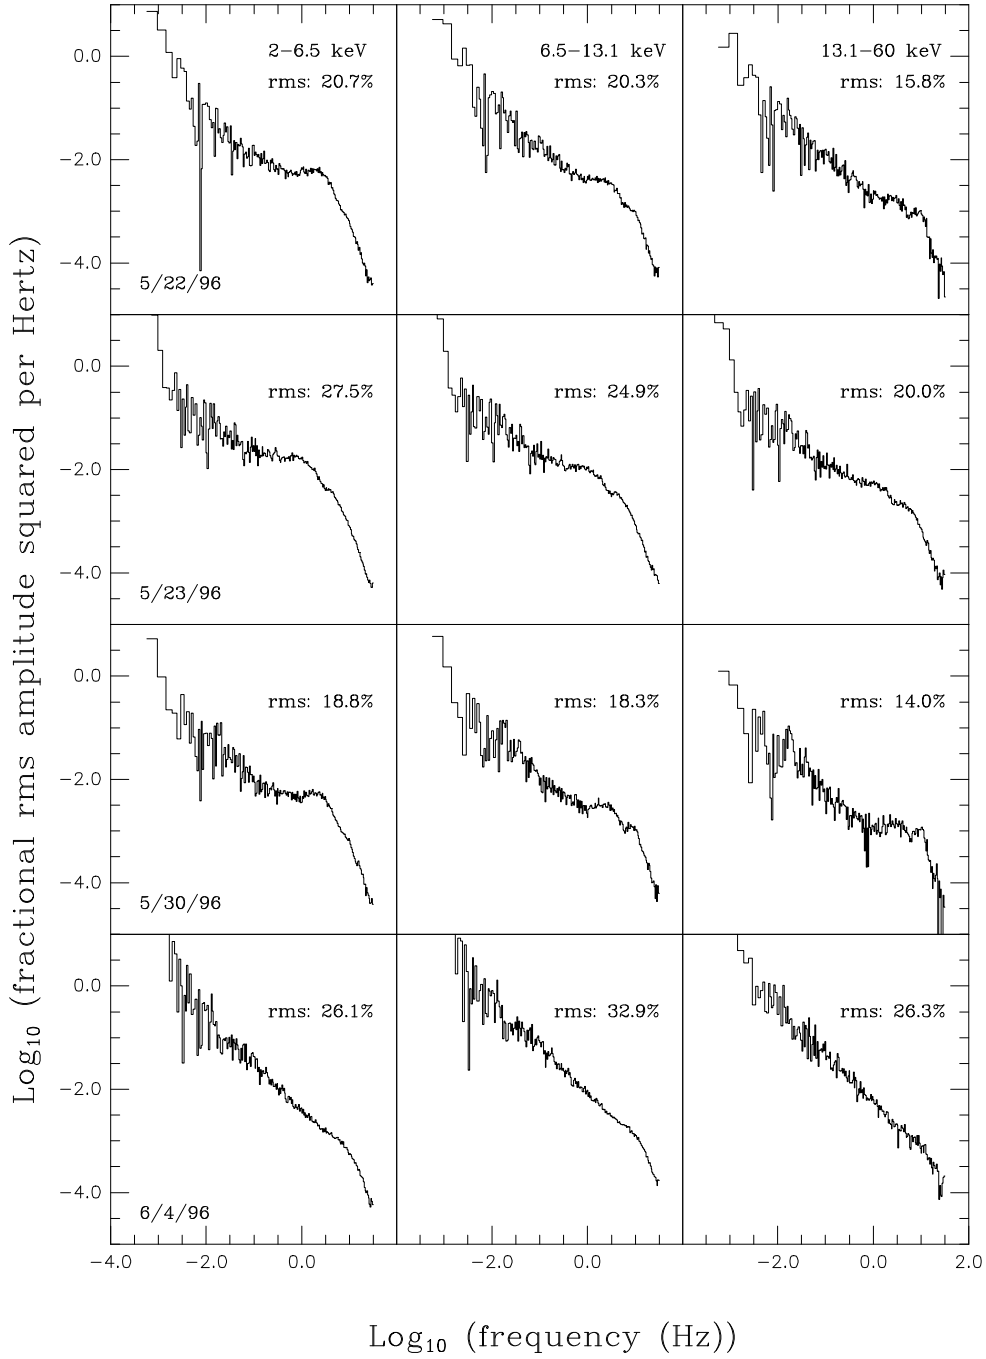 Log10 (fractional rms amplitude squared per Hertz)
0.0
−2.0
−4.0
2−6.5 keV
rms: 20.7%
5/22/96
6.5−13.1 keV
rms: 20.3%
13.1−60 keV
rms: 15.8%
0.0
−2.0
−4.0
rms: 27.5%
5/23/96
rms: 24.9%
rms: 20.0%
0.0
−2.0
−4.0
rms: 18.8%
5/30/96
rms: 18.3%
rms: 14.0%
0.0
−2.0
−4.0
rms: 26.1%
6/4/96
rms: 32.9%
rms: 26.3%
−4.0 −2.0 0.0 −2.0 0.0 −2.0 0.0 2.0
Log10 (frequency (Hz))